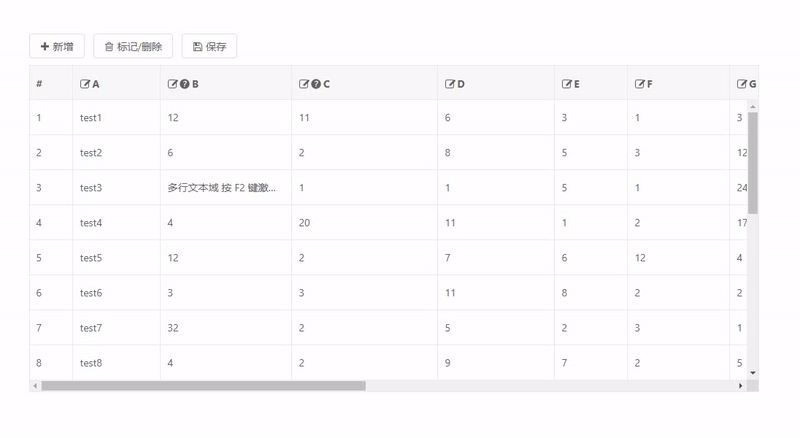 新增 标记/删除 保存
# A B C D E F G
1 test1 12 11 6 3 1 3
2 test2 6 2 8 5 3 12
3 test3 多行文本域 按 F2 键激... 1 1 5 1 24
4 test4 4 20 11 1 2 17
5 test5 12 2 7 6 12 4
6 test6 3 3 11 8 2 2
7 test7 32 2 5 2 3 1
8 test8 4 2 9 7 2 5